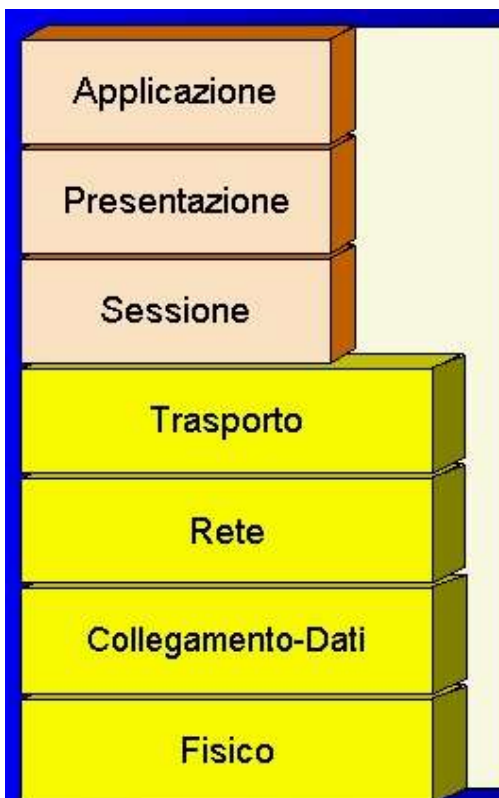 Applicazione
Presentazione
Sessione
Trasporto
Rete
Collegamento-Dati
Fisico